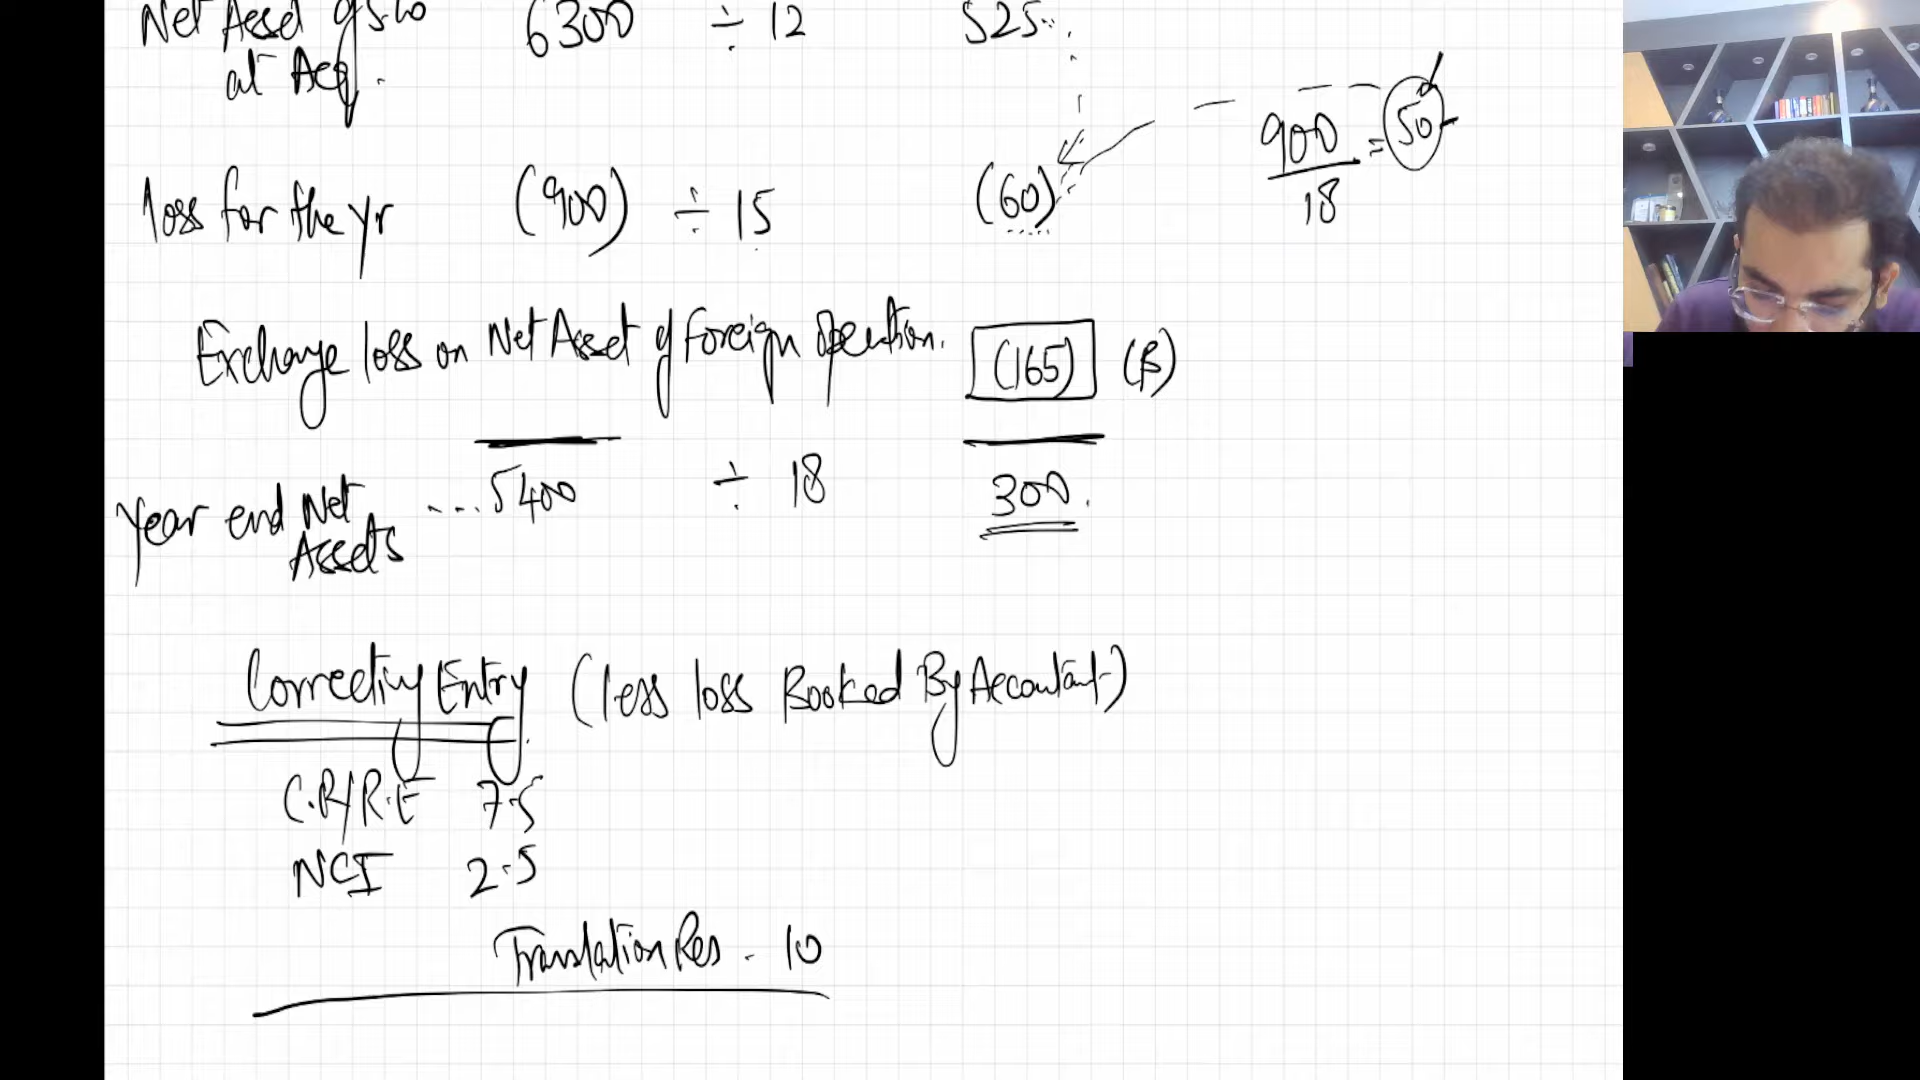 Net Asset of S.Co 6300 ÷ 12 525
at Acq.
900 / 18 = 50
loss for the yr (900) ÷ 15 (60)
Exchange loss on Net Asset of Foreign Operation. (165) (B)
Year end Net Assets ... 5400 ÷ 18 300.
Correcting Entry (less loss Booked By Accountant)
C.R/R.E 7.5
NCI 2.5
Translation Res. 10